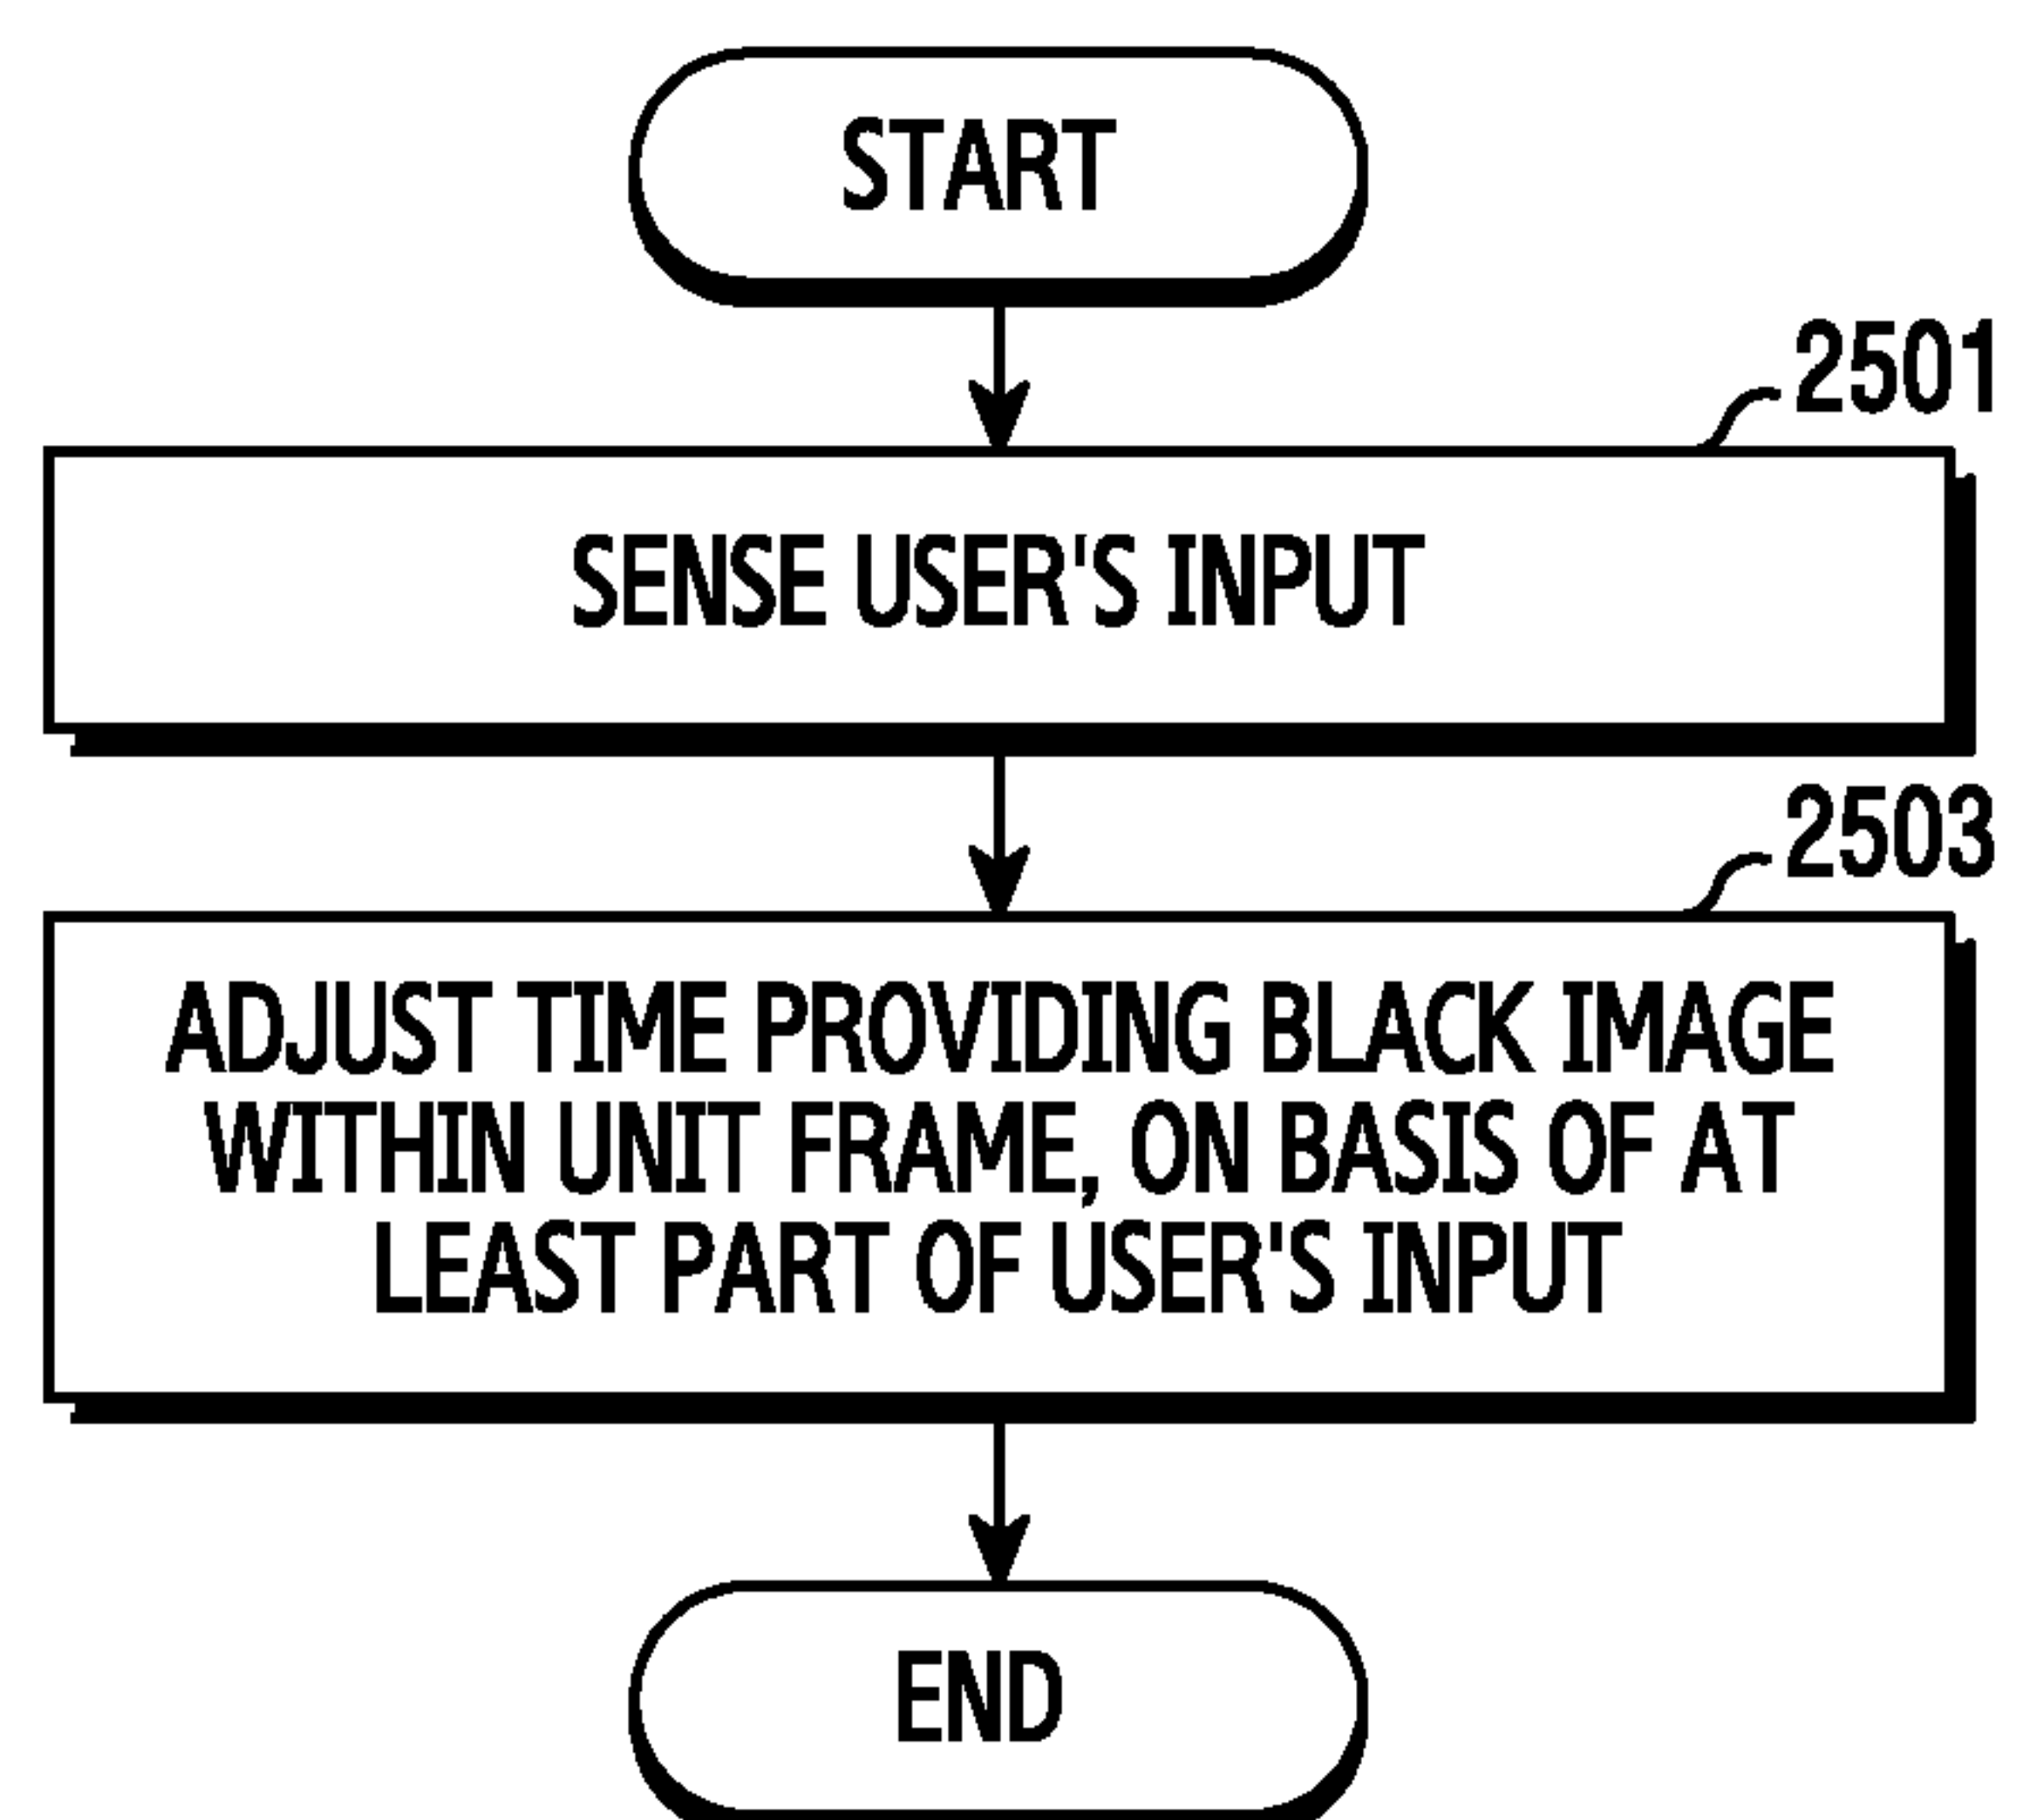 START
2501
SENSE USER'S INPUT
2503
ADJUST TIME PROVIDING BLACK IMAGE
WITHIN UNIT FRAME, ON BASIS OF AT
LEAST PART OF USER'S INPUT
END